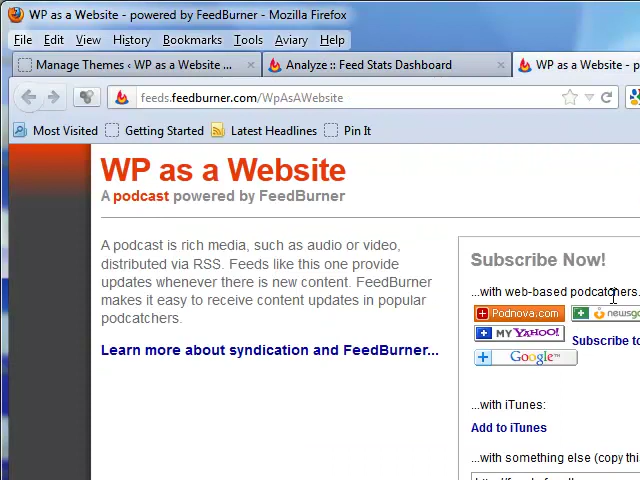 WP as a Website - powered by FeedBurner - Mozilla Firefox
File Edit View History Bookmarks Tools Aviary Help
Manage Themes ‹ WP as a Website ... × Analyze :: Feed Stats Dashboard × WP as a Website - p
feeds.feedburner.com/WpAsAWebsite
Most Visited Getting Started Latest Headlines Pin It
WP as a Website
A podcast powered by FeedBurner
A podcast is rich media, such as audio or video,
distributed via RSS. Feeds like this one provide
updates whenever there is new content. FeedBurner
makes it easy to receive content updates in popular
podcatchers.
Learn more about syndication and FeedBurner...
Subscribe Now!
...with web-based podcatchers.
Podnova.com newsg
MY YAHOO! Subscribe to
Google™
...with iTunes:
Add to iTunes
...with something else (copy this